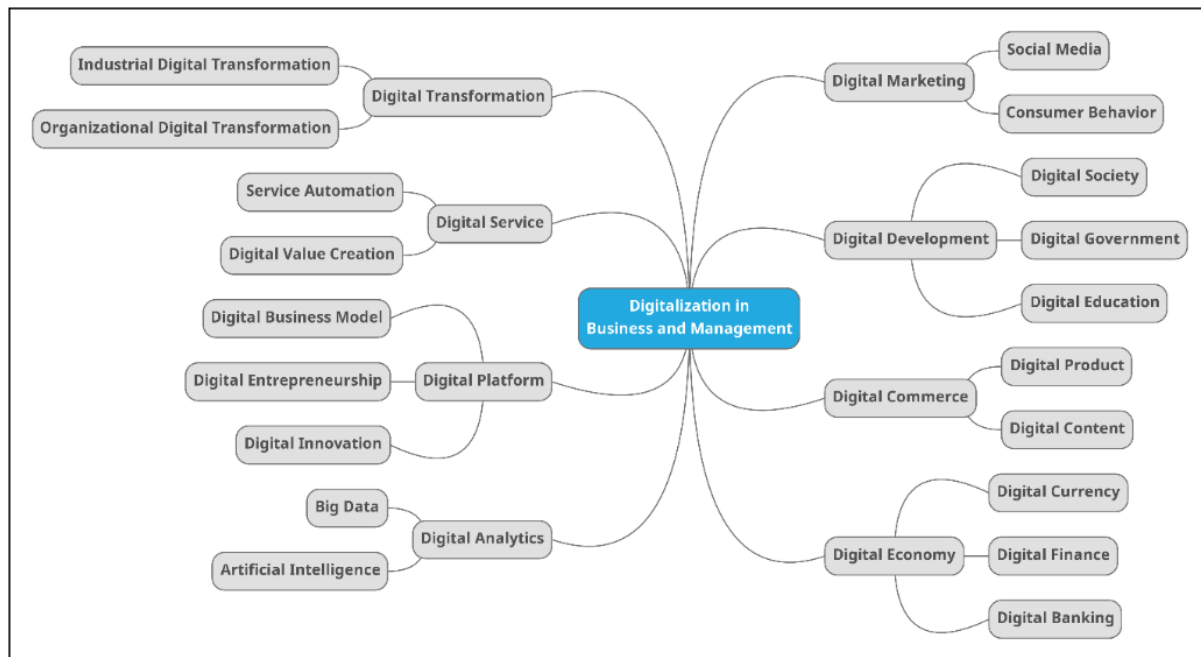 Industrial Digital Transformation
Organizational Digital Transformation
Digital Transformation
Service Automation
Digital Value Creation
Digital Service
Digital Business Model
Digital Entrepreneurship
Digital Innovation
Digital Platform
Big Data
Artificial Intelligence
Digital Analytics
Digitalization in
Business and Management
Digital Marketing
Social Media
Consumer Behavior
Digital Development
Digital Society
Digital Government
Digital Education
Digital Commerce
Digital Product
Digital Content
Digital Economy
Digital Currency
Digital Finance
Digital Banking